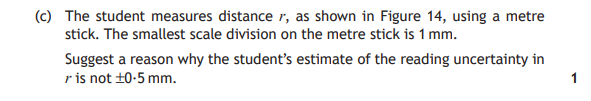 (c) The student measures distance r, as shown in Figure 14, using a metre
stick. The smallest scale division on the metre stick is 1 mm.
Suggest a reason why the student’s estimate of the reading uncertainty in
r is not ±0·5 mm. 1